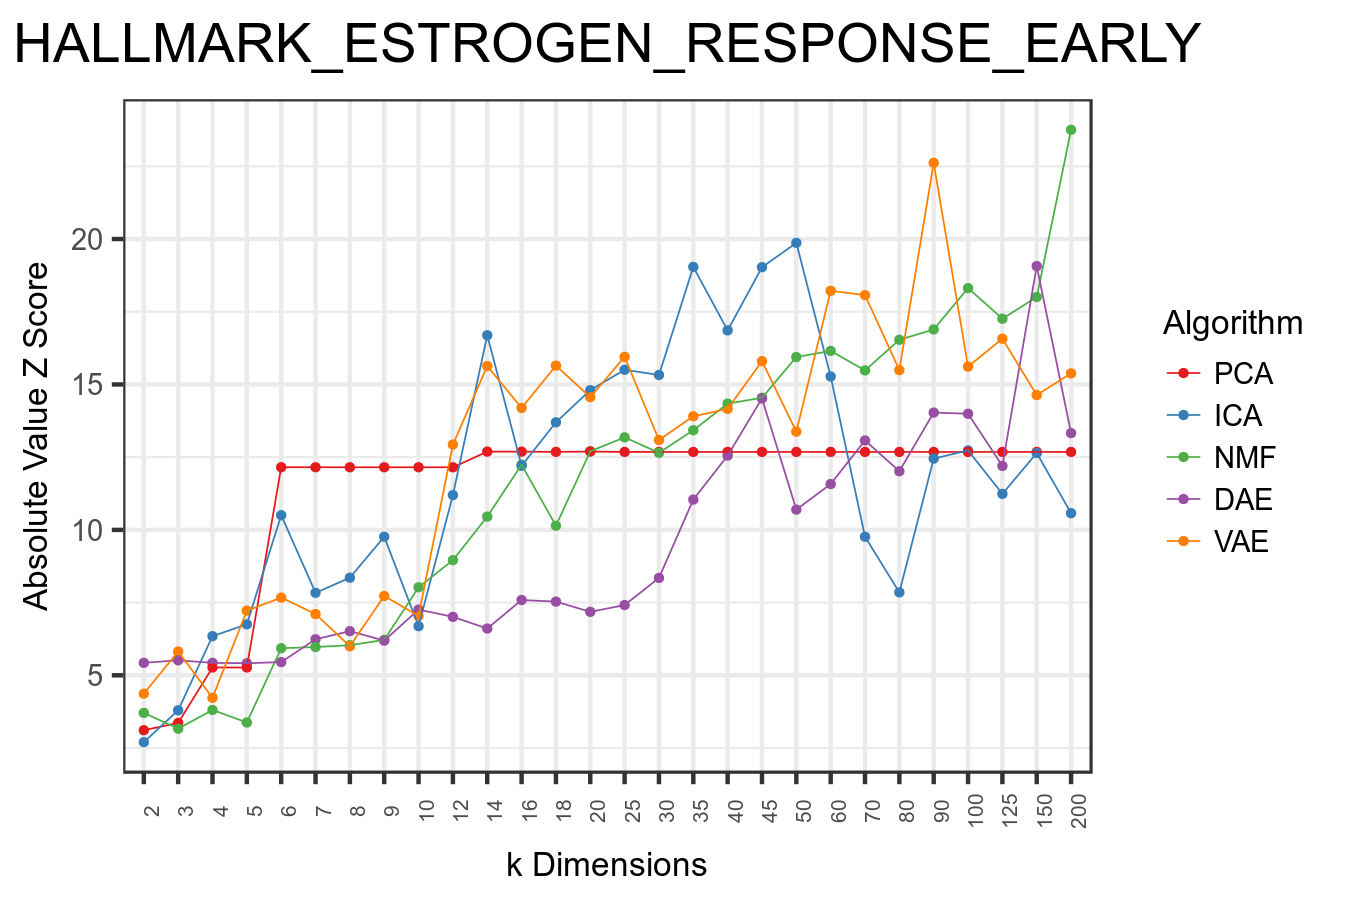 HALLMARK_ESTROGEN_RESPONSE_EARLY
Absolute Value Z Score
20
15
10
5
2 3 4 5 6 7 8 9 10 12 14 16 18 20 25 30 35 40 45 50 60 70 80 90 100 125 150 200
k Dimensions
Algorithm
PCA
ICA
NMF
DAE
VAE